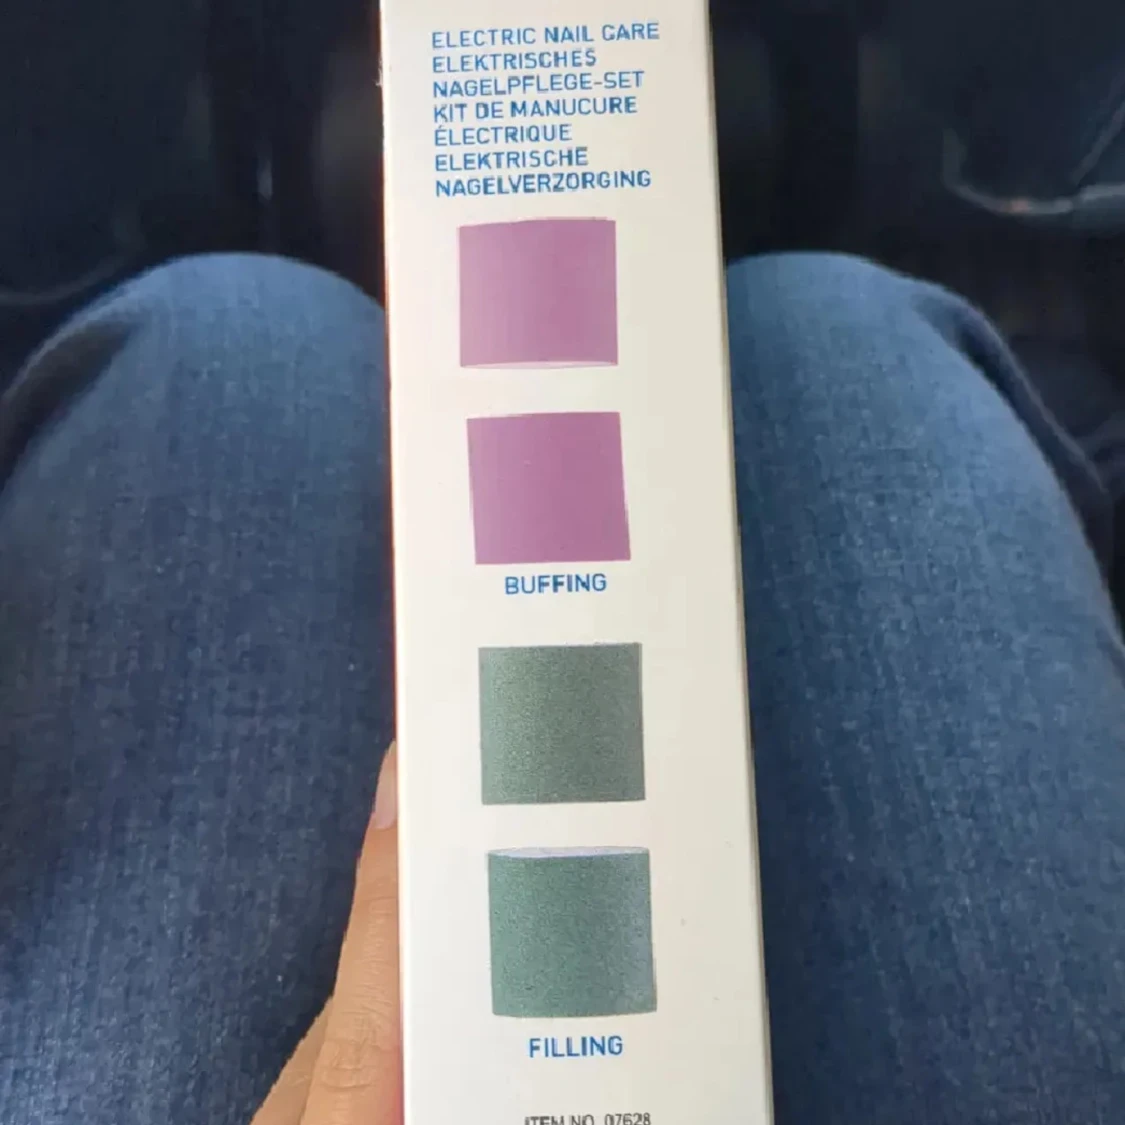 ELECTRIC NAIL CARE
ELEKTRISCHES
NAGELPFLEGE-SET
KIT DE MANUCURE
ÉLECTRIQUE
ELEKTRISCHE
NAGELVERZORGING
BUFFING
FILLING
ITEM NO. 07628